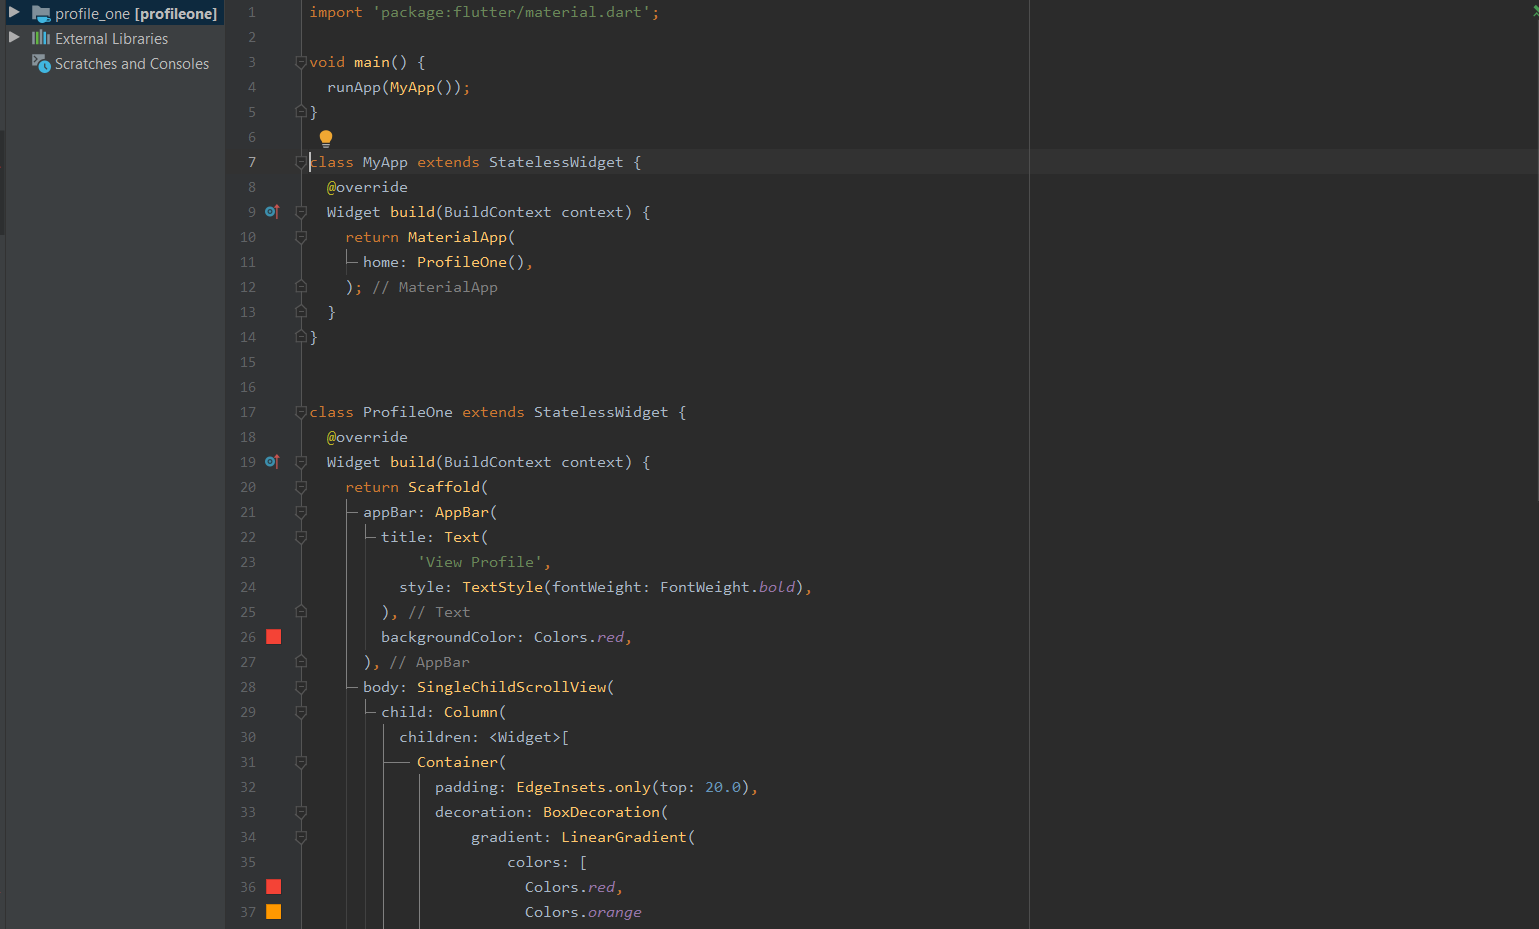 profile_one [profileone]
External Libraries
Scratches and Consoles
1 import 'package:flutter/material.dart';
2
3 void main() {
4   runApp(MyApp());
5 }
6
7 class MyApp extends StatelessWidget {
8   @override
9   Widget build(BuildContext context) {
10     return MaterialApp(
11       home: ProfileOne(),
12     ); // MaterialApp
13   }
14 }
15
16
17 class ProfileOne extends StatelessWidget {
18   @override
19   Widget build(BuildContext context) {
20     return Scaffold(
21       appBar: AppBar(
22         title: Text(
23             'View Profile',
24           style: TextStyle(fontWeight: FontWeight.bold),
25         ), // Text
26         backgroundColor: Colors.red,
27       ), // AppBar
28       body: SingleChildScrollView(
29         child: Column(
30           children: <Widget>[
31             Container(
32               padding: EdgeInsets.only(top: 20.0),
33               decoration: BoxDecoration(
34                   gradient: LinearGradient(
35                       colors: [
36                         Colors.red,
37                         Colors.orange